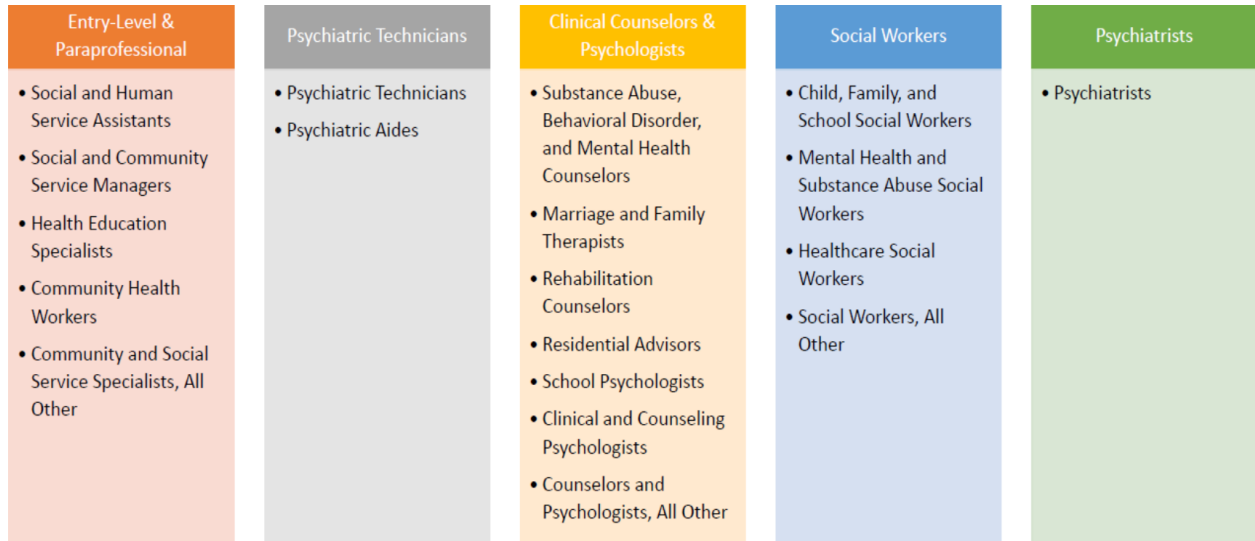 Entry-Level &
Paraprofessional
• Social and Human
Service Assistants
• Social and Community
Service Managers
• Health Education
Specialists
• Community Health
Workers
• Community and Social
Service Specialists, All
Other
Psychiatric Technicians
• Psychiatric Technicians
• Psychiatric Aides
Clinical Counselors &
Psychologists
• Substance Abuse,
Behavioral Disorder,
and Mental Health
Counselors
• Marriage and Family
Therapists
• Rehabilitation
Counselors
• Residential Advisors
• School Psychologists
• Clinical and Counseling
Psychologists
• Counselors and
Psychologists, All Other
Social Workers
• Child, Family, and
School Social Workers
• Mental Health and
Substance Abuse Social
Workers
• Healthcare Social
Workers
• Social Workers, All
Other
Psychiatrists
• Psychiatrists